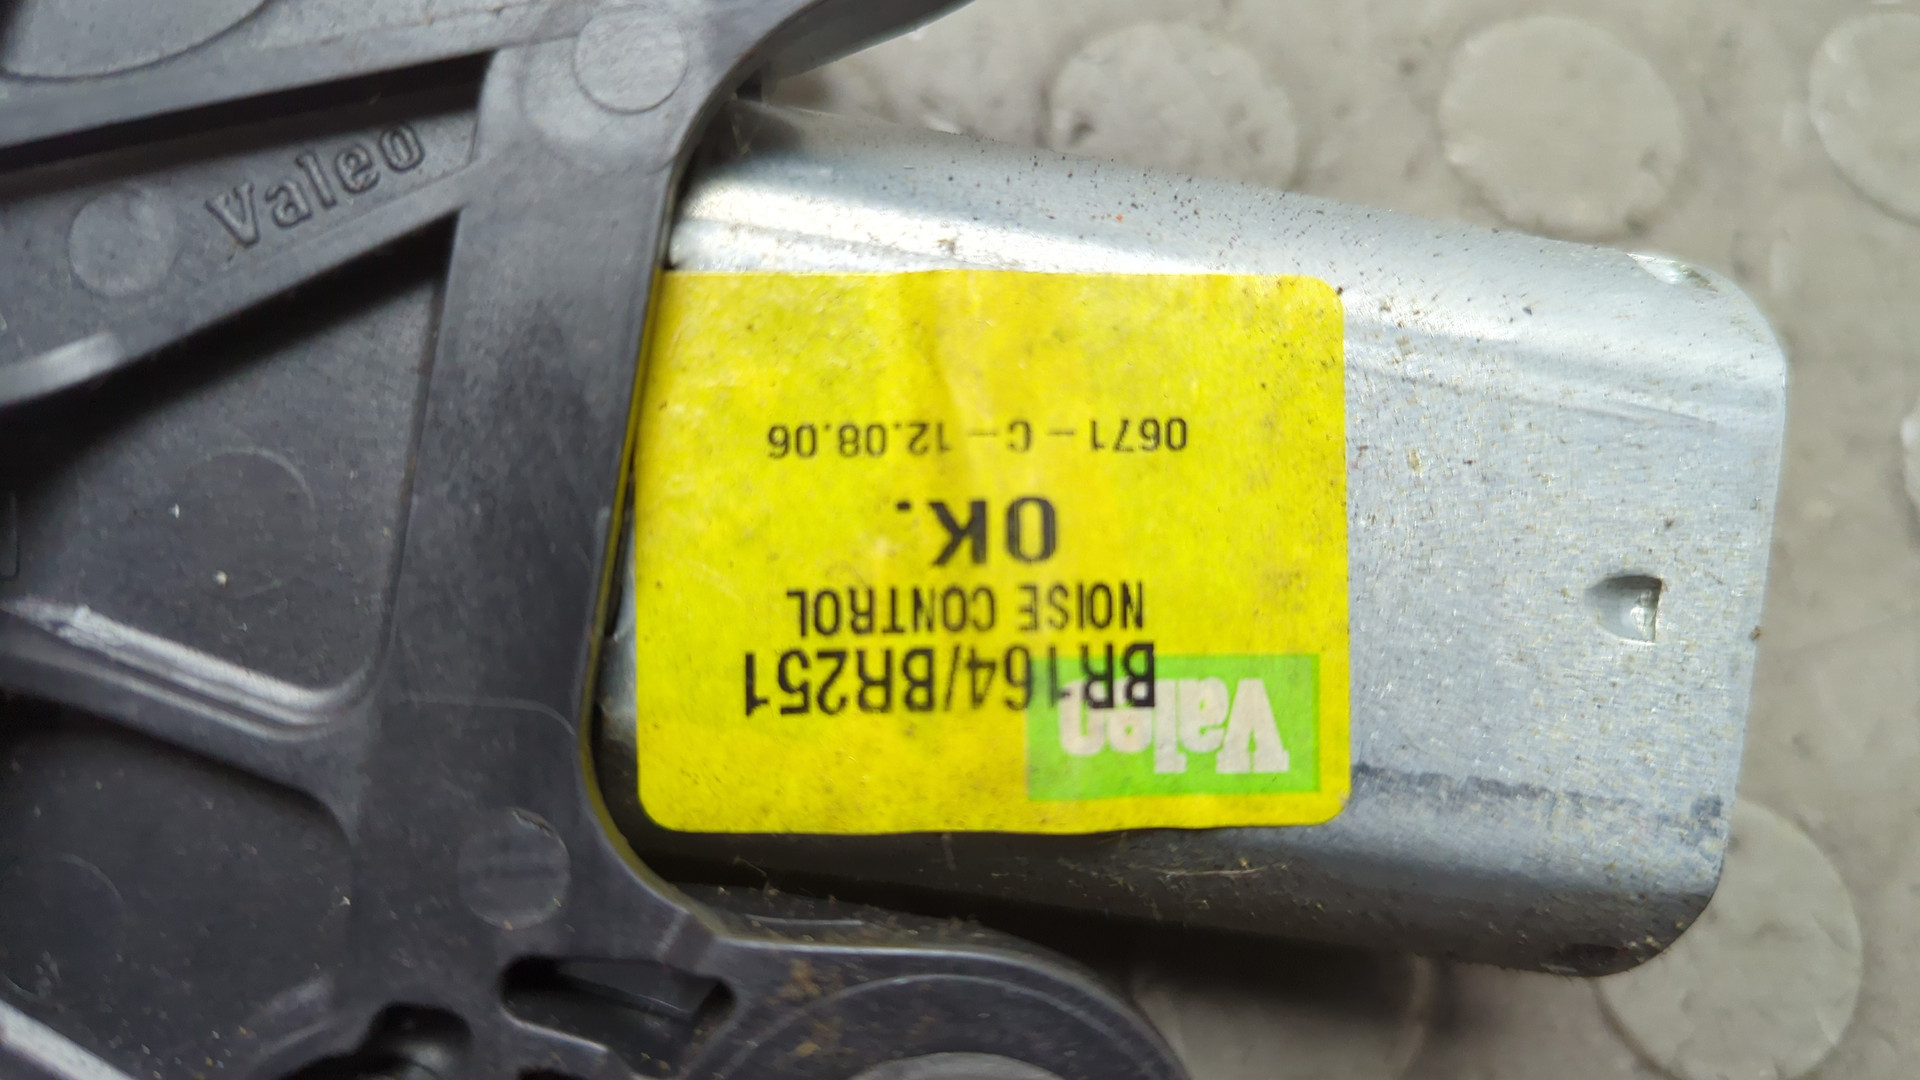 Valeo
Valeo
BR164/BR251
NOISE CONTROL
OK.
0671-C-12.08.06